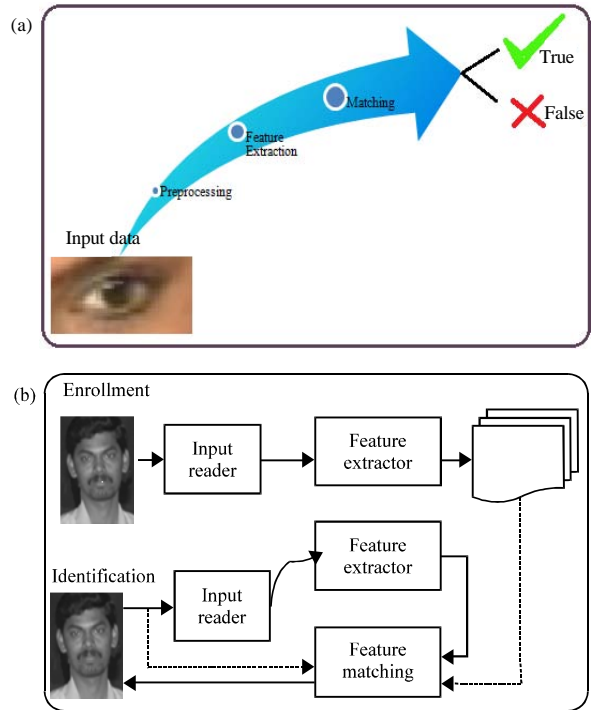 (a)
True
False
Matching
Feature
Extraction
Preprocessing
Input data
(b)
Enrollment
Input
reader
Feature
extractor
Identification
Input
reader
Feature
extractor
Feature
matching